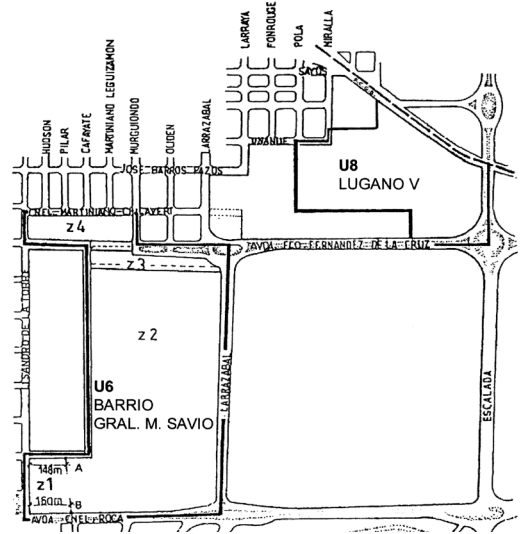 LARRAYA
FONROUGE
POLA
MIRALLA
HUDSON
PILAR
CAFAYATE
MARTINIANO LEGUIZAMON
MURGUIONDO
OLIDEN
LARRAZABAL
JOSE BARROS PAZOS
U8
LUGANO V
CNEL. MARTINIANO CHILAVERT
z 4
AVDA. FCO. FERNANDEZ DE LA CRUZ
z 3
z 2
LISANDRO DE LA TORRE
U6
BARRIO
GRAL. M. SAVIO
LARRAZABAL
ESCALADA
148m
A
z1
160m
B
AVDA. CNEL. ROCA